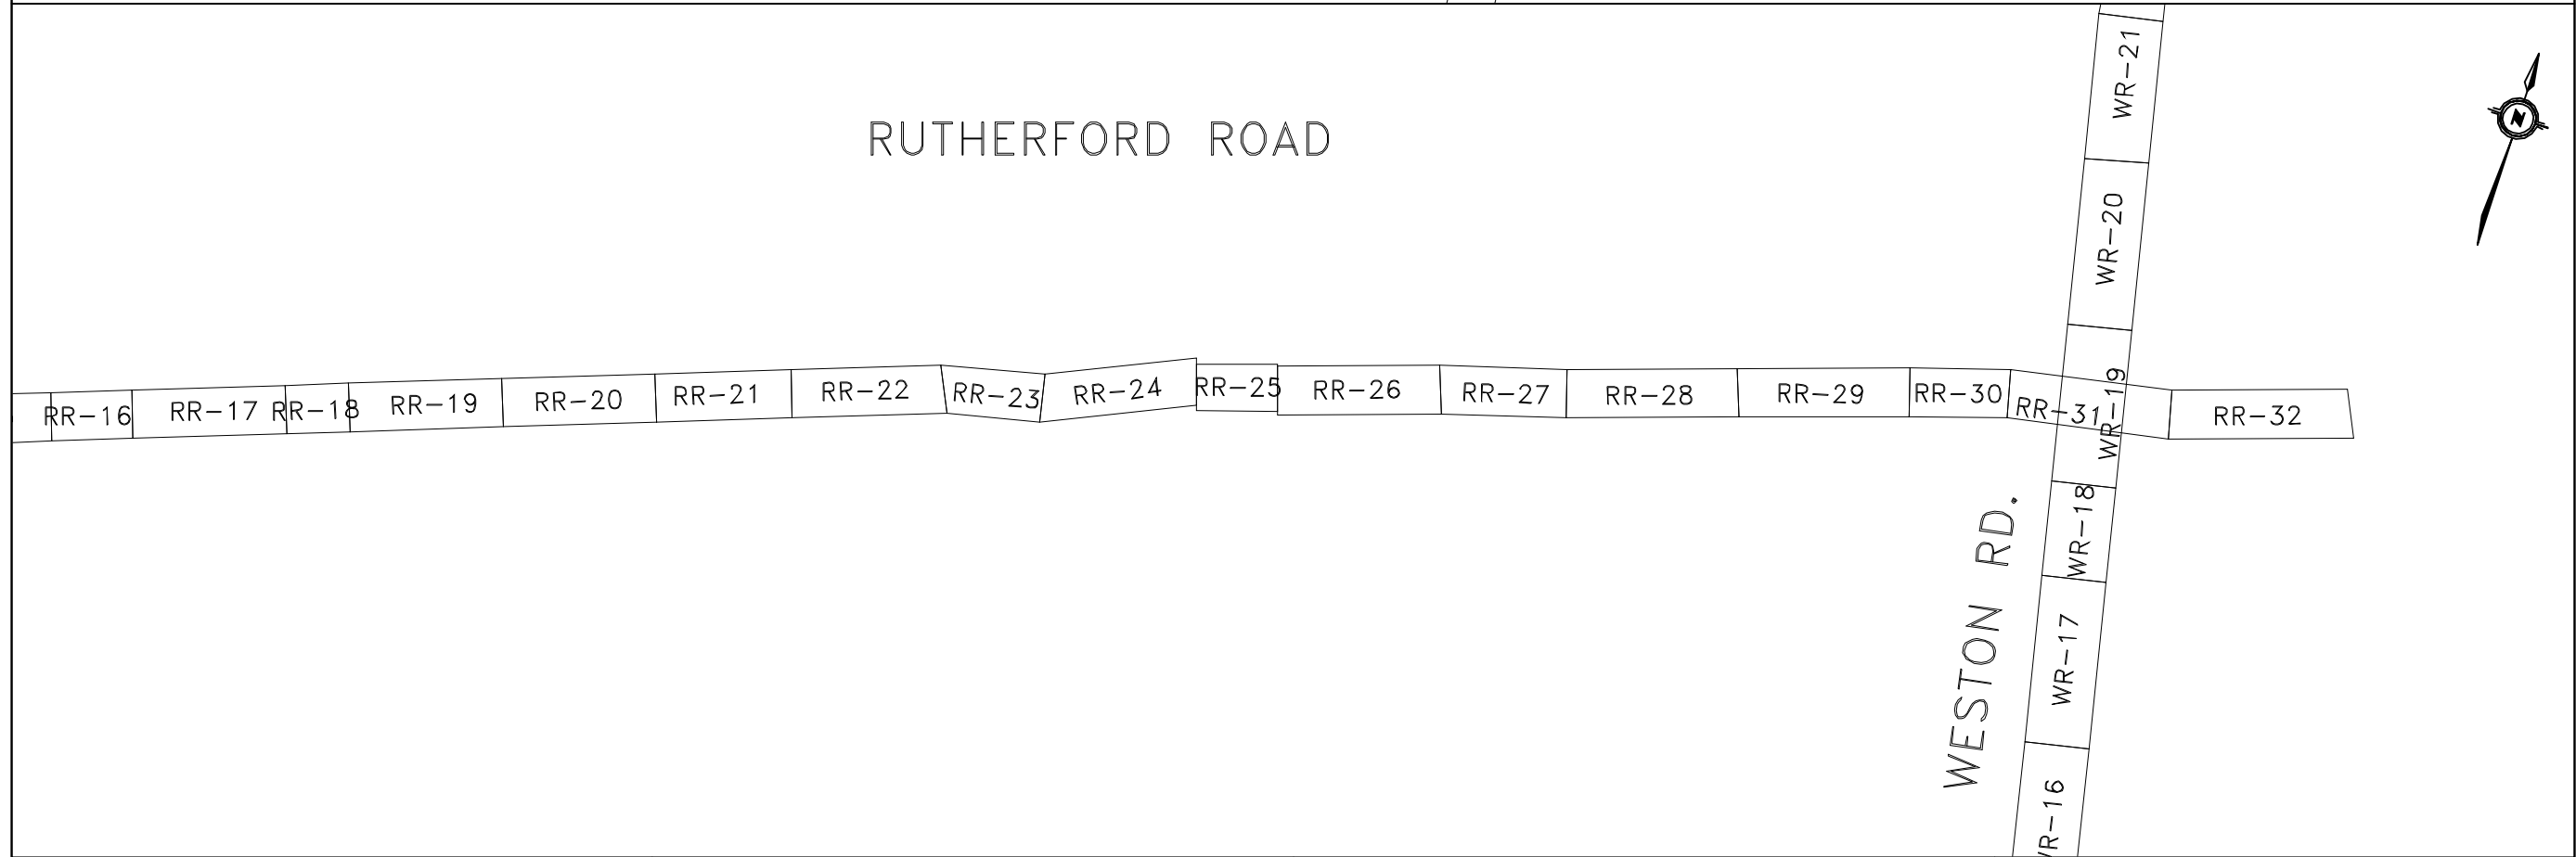 WR-21
RUTHERFORD ROAD
N
WR-20
RR-16 RR-17 RR-18 RR-19 RR-20 RR-21 RR-22 RR-23 RR-24 RR-25 RR-26 RR-27 RR-28 RR-29 RR-30 RR-31 RR-32
WR-19
WR-18
WESTON RD.
WR-17
WR-16